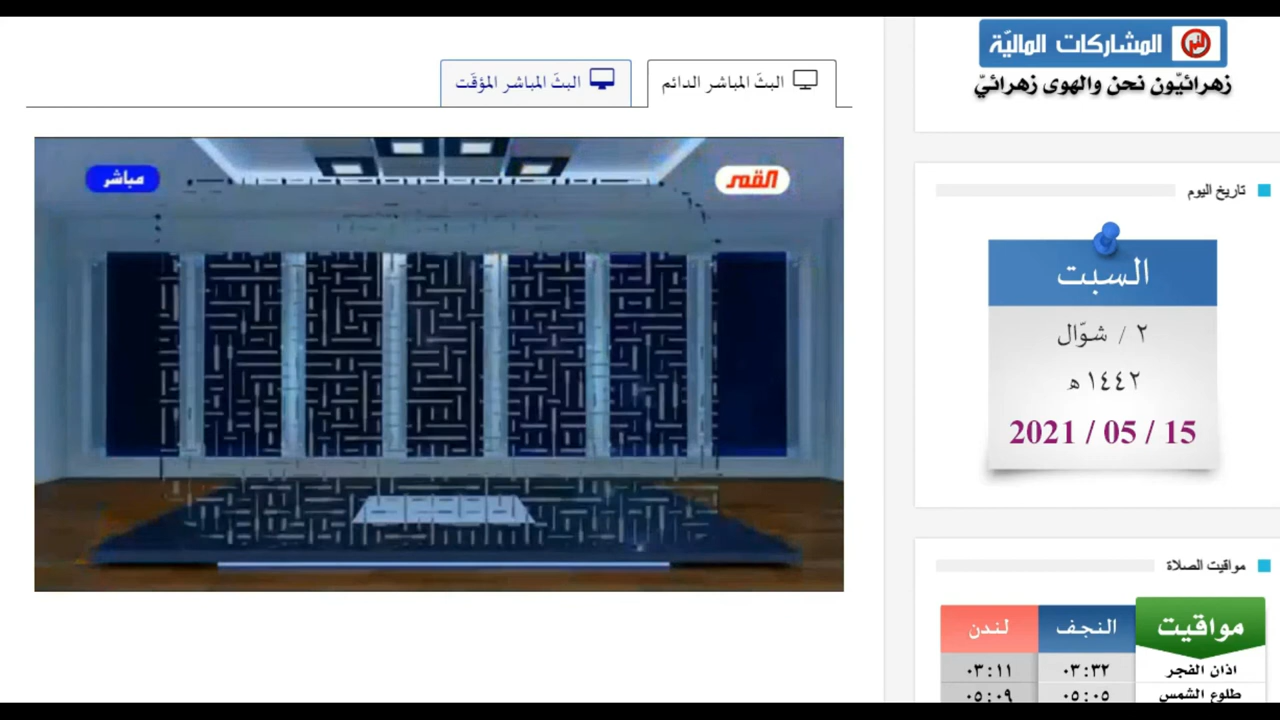 المشاركات الماليّة
زهرائيّون نحن والهوى زهرائيّ
البثّ المباشر الدائم
البثّ المباشر المؤقّت
القمر
مباشر
تاريخ اليوم
السبت
٢ / شوّال
١٤٤٢ هـ
2021 / 05 / 15
مواقيت الصلاة
مواقيت النجف لندن
اذان الفجر ٠٣:٣٢ ٠٣:١١
طلوع الشمس ٠٥:٠٥ ٠٥:٠٩